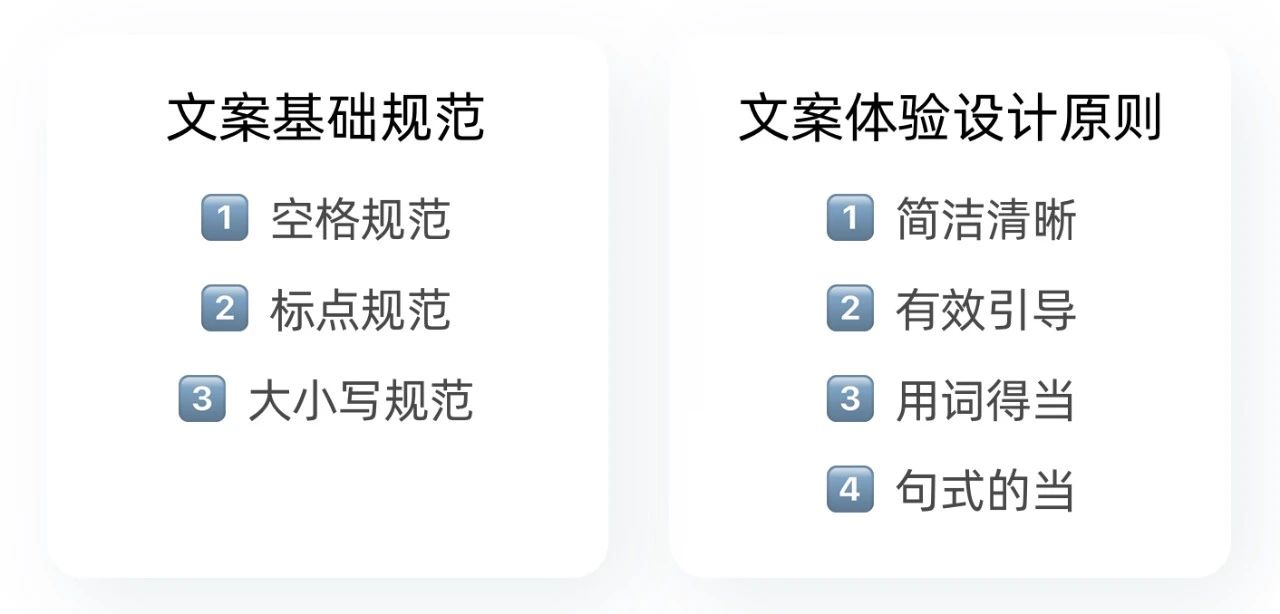 文案基础规范
1 空格规范
2 标点规范
3 大小写规范
文案体验设计原则
1 简洁清晰
2 有效引导
3 用词得当
4 句式的当